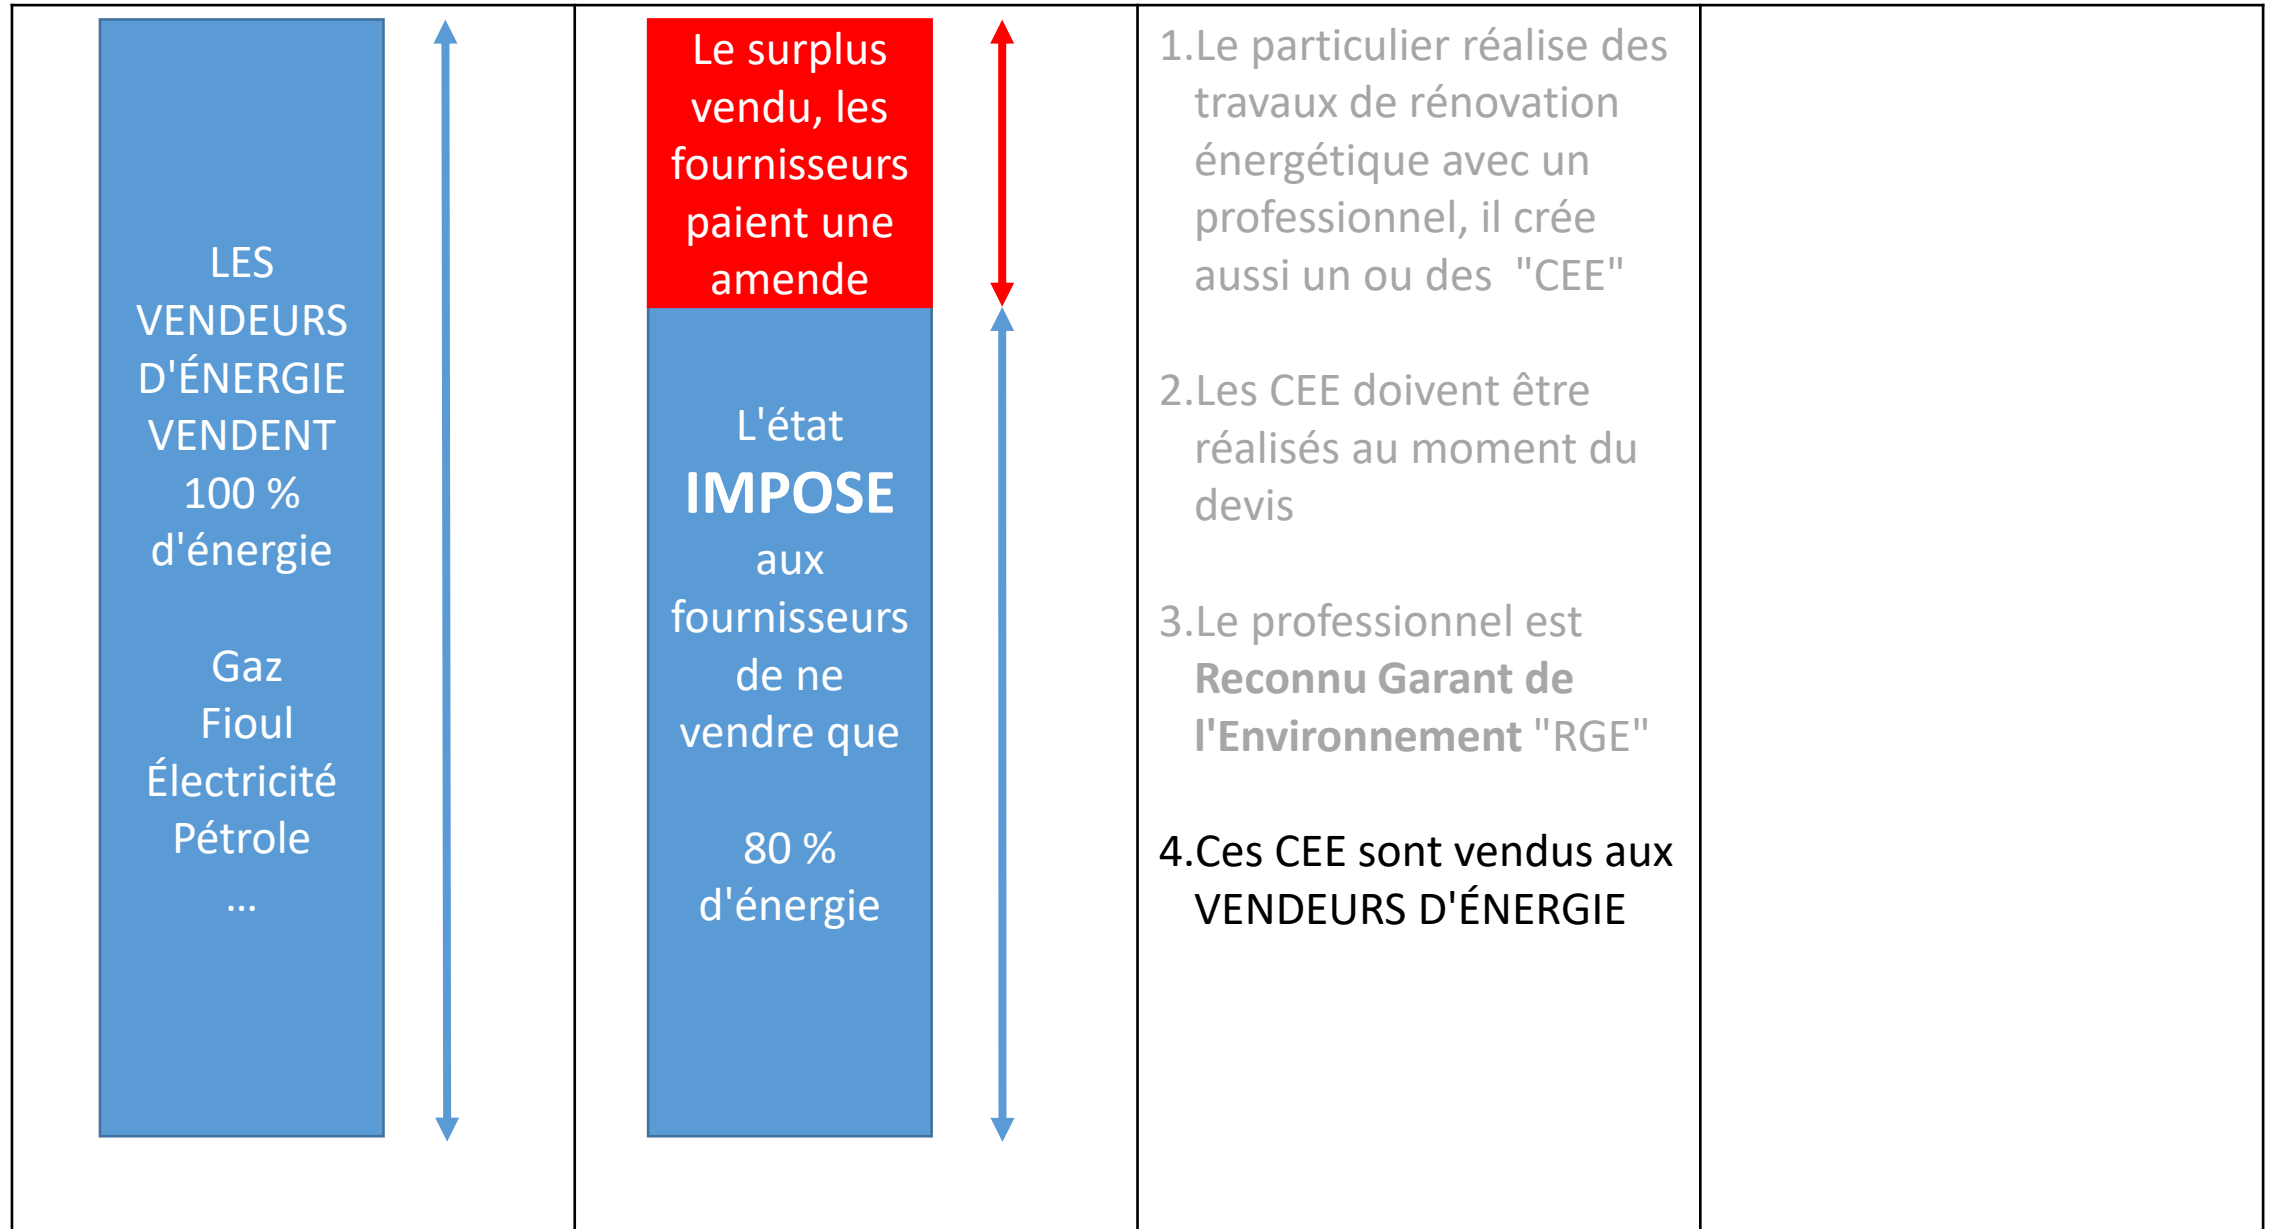 LES
VENDEURS
D'ÉNERGIE
VENDENT
100 %
d'énergie
Gaz
Fioul
Électricité
Pétrole
...
Le surplus
vendu, les
fournisseurs
paient une
amende
L'état
IMPOSE
aux
fournisseurs
de ne
vendre que
80 %
d'énergie
1.Le particulier réalise des
travaux de rénovation
énergétique avec un
professionnel, il crée
aussi un ou des "CEE"
2.Les CEE doivent être
réalisés au moment du
devis
3.Le professionnel est
Reconnu Garant de
l'Environnement "RGE"
4.Ces CEE sont vendus aux
VENDEURS D'ÉNERGIE